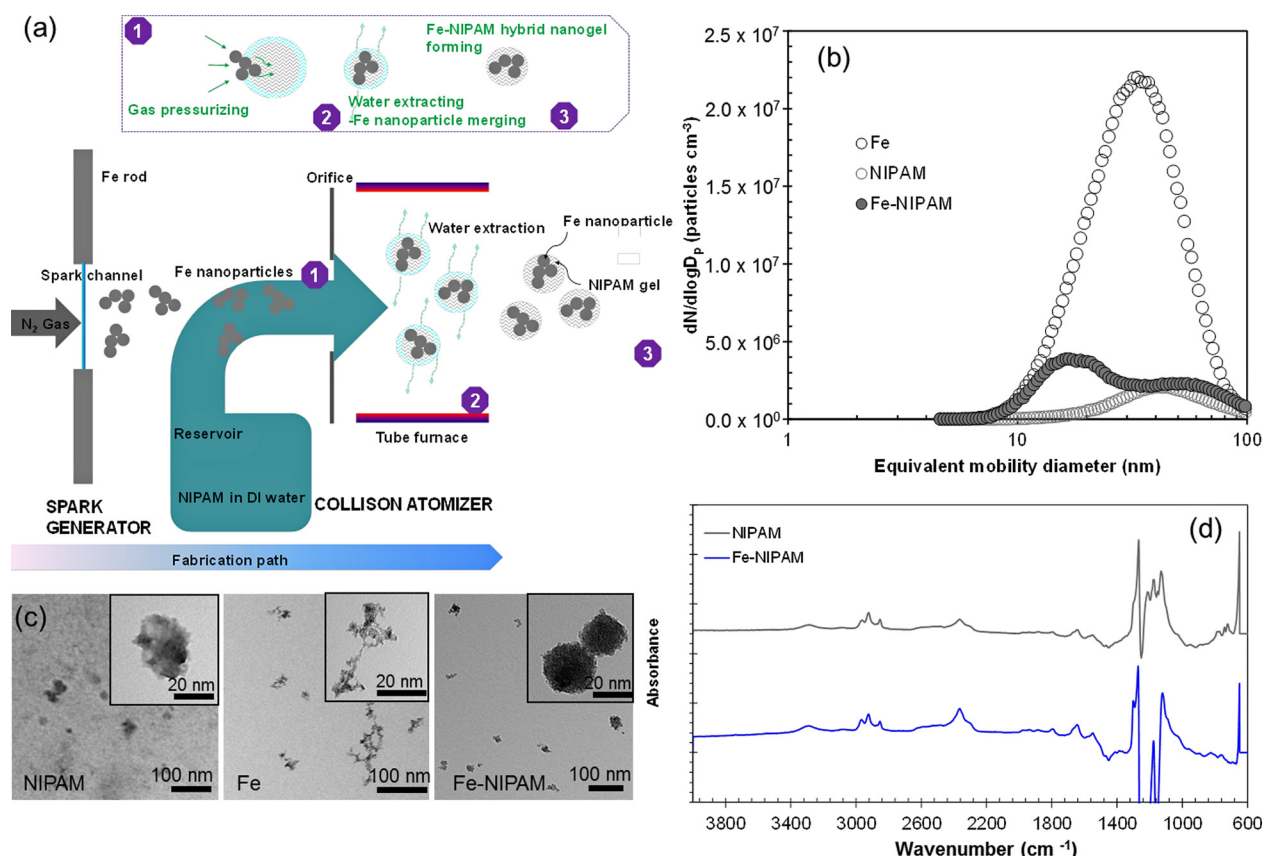 (a)
1
Fe-NIPAM hybrid nanogel
forming
Gas pressurizing
2
Water extracting
-Fe nanoparticle merging
3
Fe rod
Orifice
Spark channel
Fe nanoparticles
1
Water extraction
Fe nanoparticle
NIPAM gel
N2 Gas
3
2
Reservoir
Tube furnace
NIPAM in DI water
SPARK
GENERATOR
COLLISON ATOMIZER
Fabrication path
(b)
dN/dlogDp (particles cm-3)
2.5 x 10^7
2.0 x 10^7
1.5 x 10^7
1.0 x 10^7
5.0 x 10^6
0.0 x 10^0
Fe
NIPAM
Fe-NIPAM
1
10
100
Equivalent mobility diameter (nm)
(c)
20 nm
100 nm
NIPAM
20 nm
100 nm
Fe
20 nm
100 nm
Fe-NIPAM
(d)
NIPAM
Fe-NIPAM
Absorbance
3800
3400
3000
2600
2200
1800
1400
1000
600
Wavenumber (cm -1)